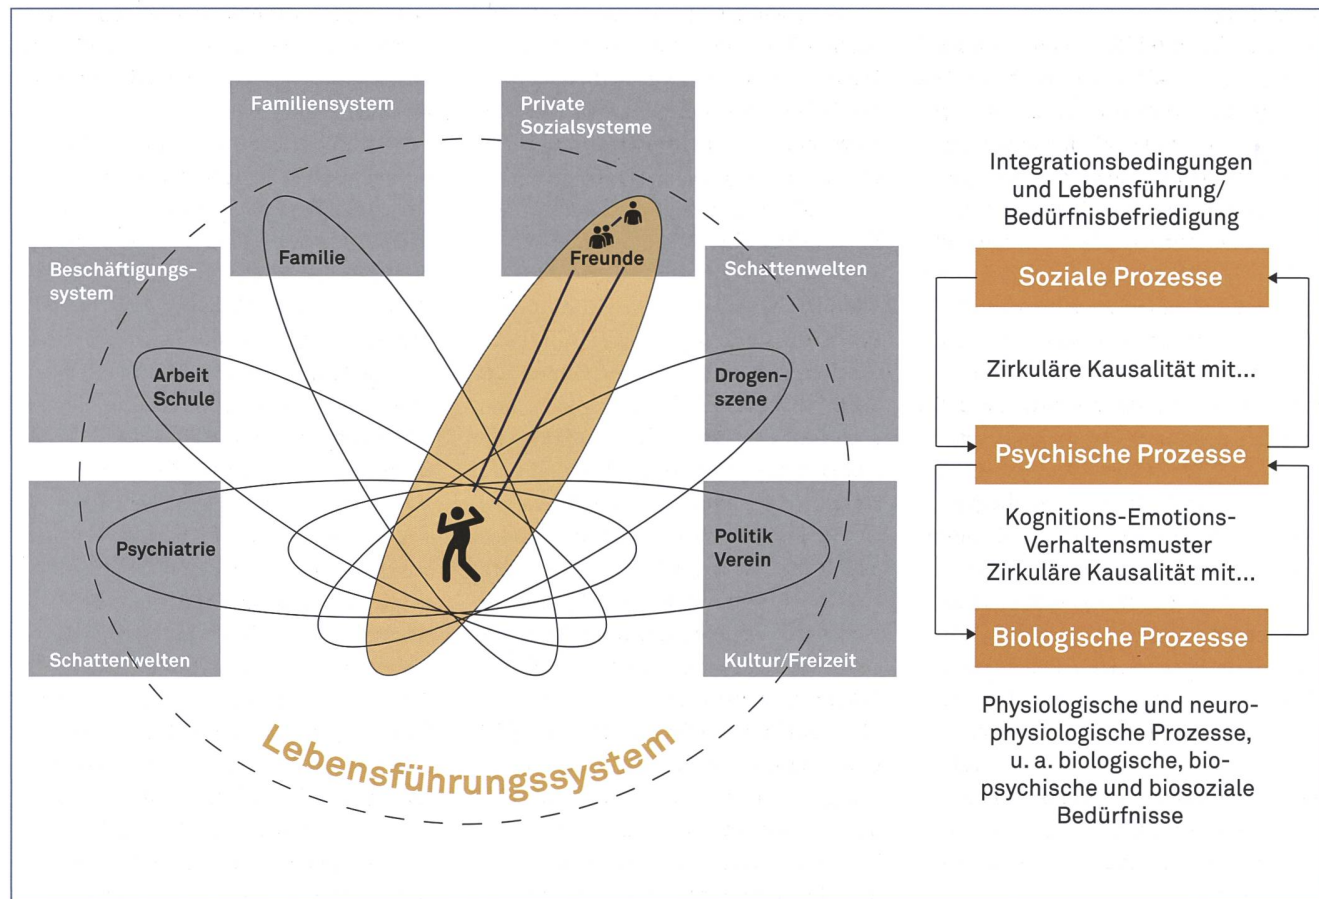 Familiensystem
Private
Sozialsysteme
Familie
Freunde
Beschäftigungs-
system
Schattenwelten
Arbeit
Schule
Drogen-
szene
Psychiatrie
Politik
Verein
Schattenwelten
Kultur/Freizeit
Lebensführungssystem
Integrationsbedingungen
und Lebensführung/
Bedürfnisbefriedigung
Soziale Prozesse
Zirkuläre Kausalität mit...
Psychische Prozesse
Kognitions-Emotions-
Verhaltensmuster
Zirkuläre Kausalität mit...
Biologische Prozesse
Physiologische und neuro-
physiologische Prozesse,
u. a. biologische, bio-
psychische und biosoziale
Bedürfnisse